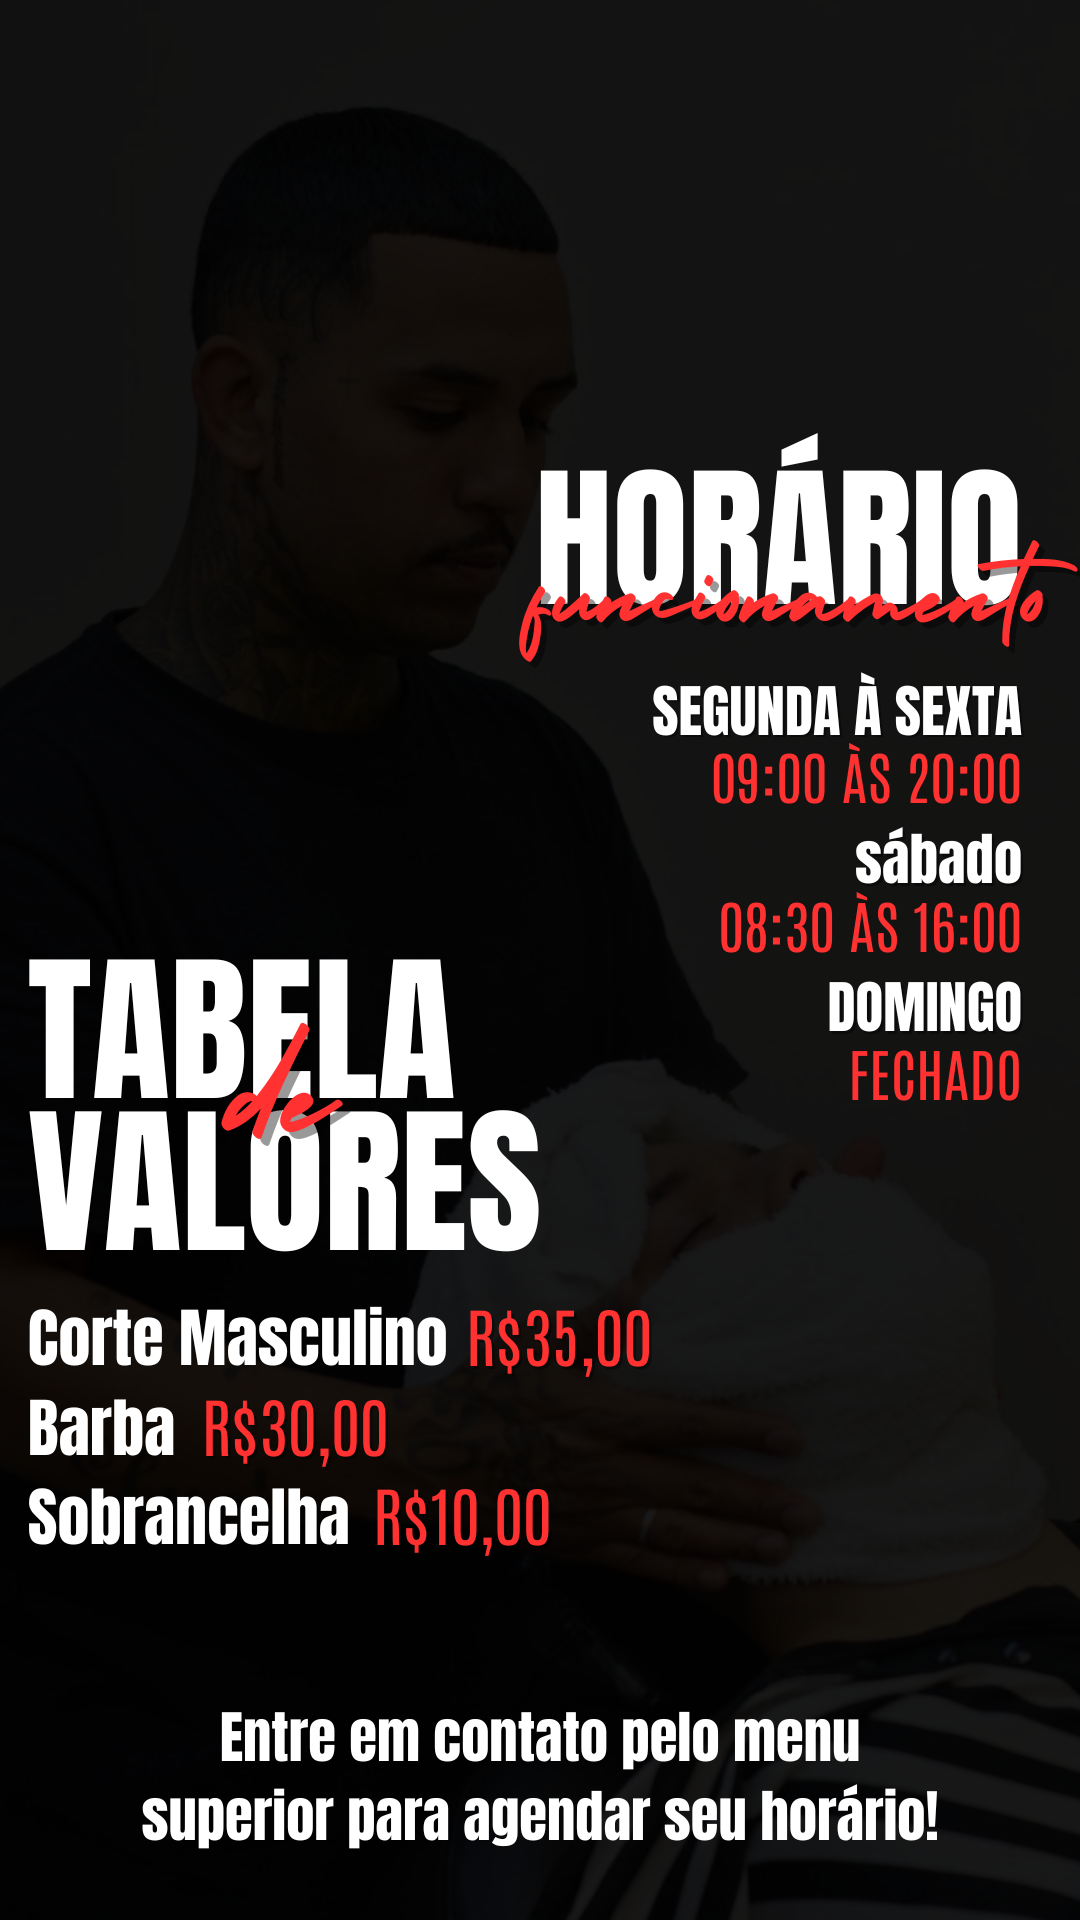 HORÁRIO
funcionamento
SEGUNDA À SEXTA
09:00 ÀS 20:00
sábado
08:30 ÀS 16:00
DOMINGO
FECHADO
TABELA
de
VALORES
Corte Masculino R$35,00
Barba R$30,00
Sobrancelha R$10,00
Entre em contato pelo menu
superior para agendar seu horário!